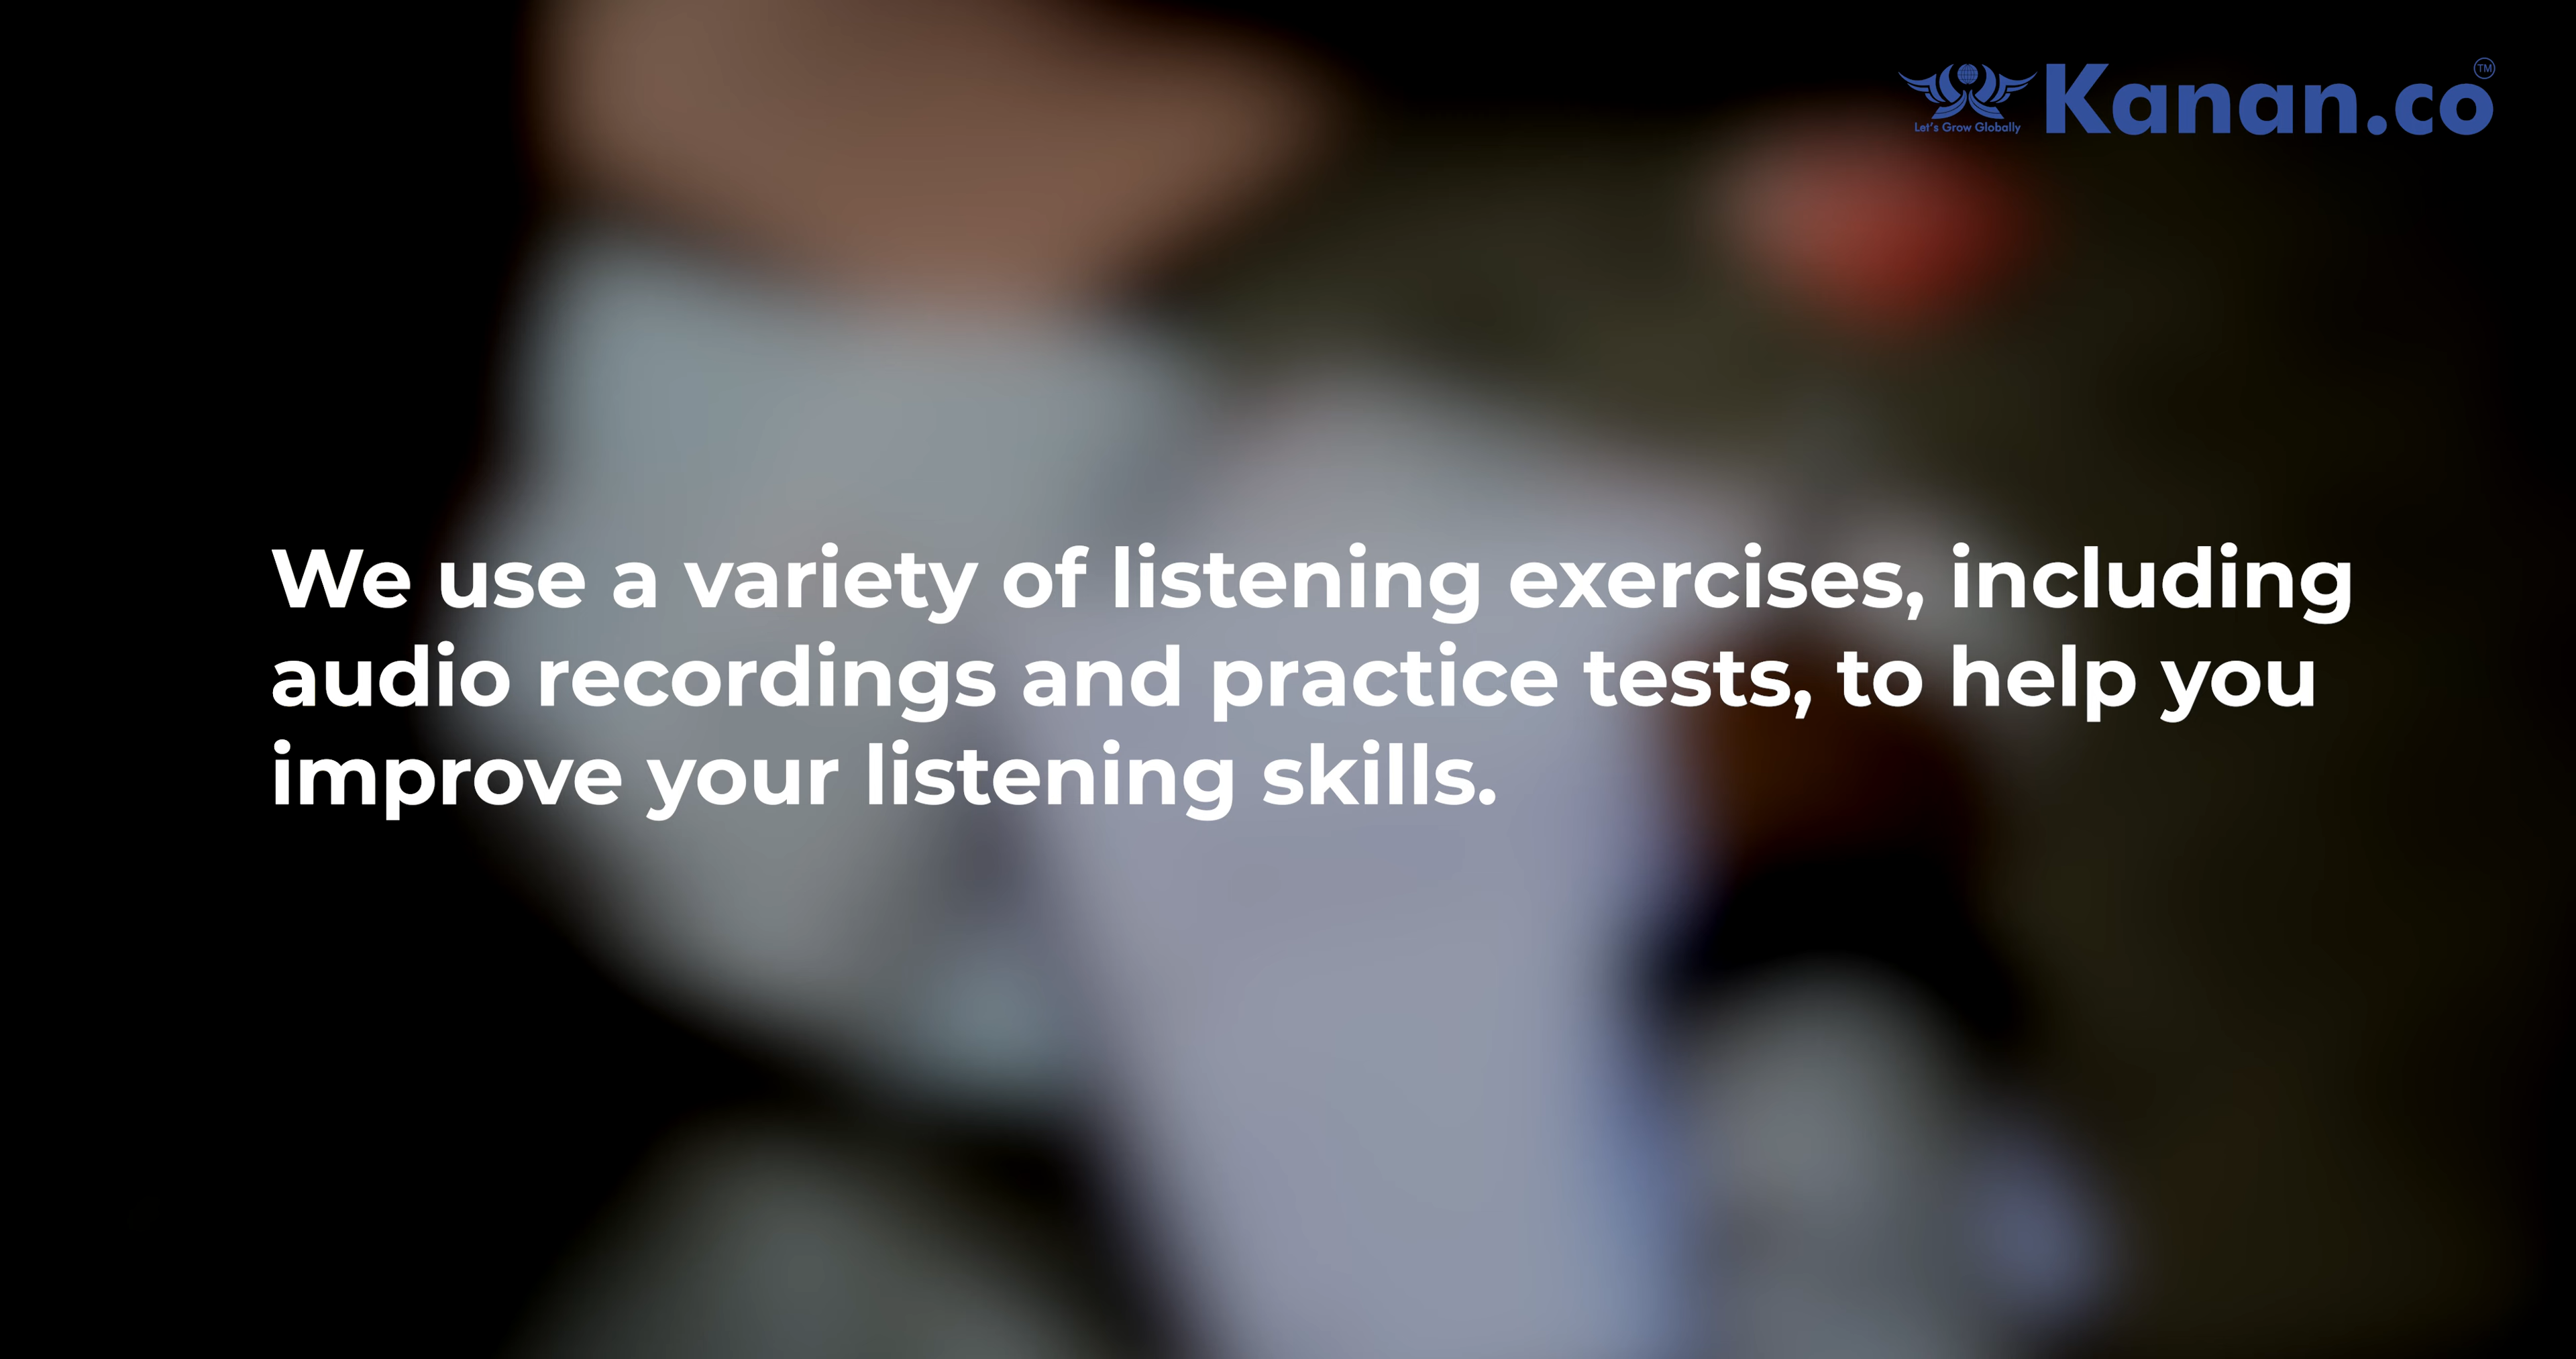 Let's Grow Globally
Kanan.co
TM
We use a variety of listening exercises, including
audio recordings and practice tests, to help you
improve your listening skills.